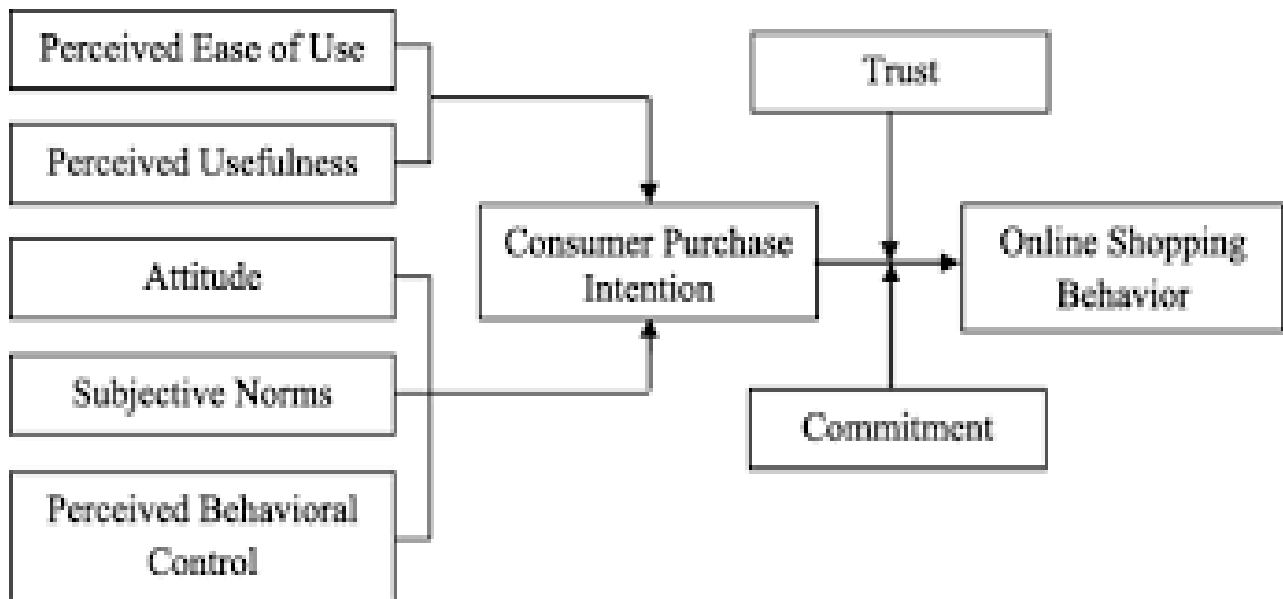 Perceived Ease of Use
Perceived Usefulness
Attitude
Subjective Norms
Perceived Behavioral
Control
Consumer Purchase
Intention
Trust
Commitment
Online Shopping
Behavior